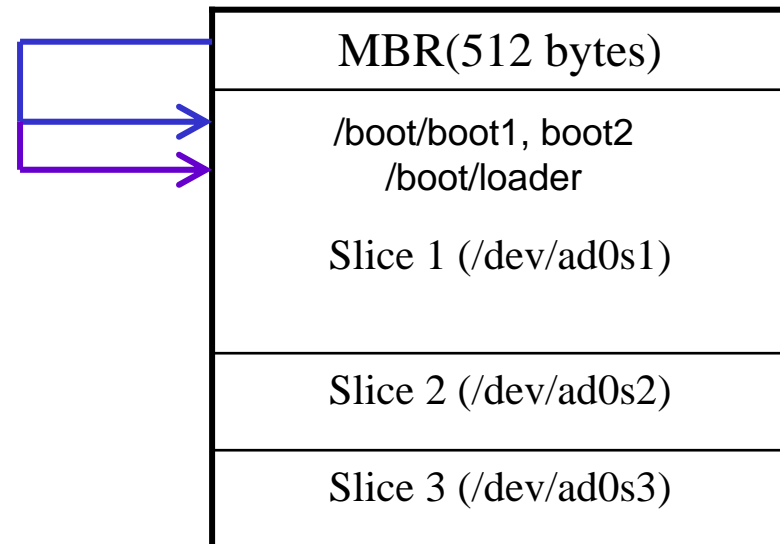 MBR(512 bytes)
/boot/boot1, boot2
/boot/loader
Slice 1 (/dev/ad0s1)
Slice 2 (/dev/ad0s2)
Slice 3 (/dev/ad0s3)